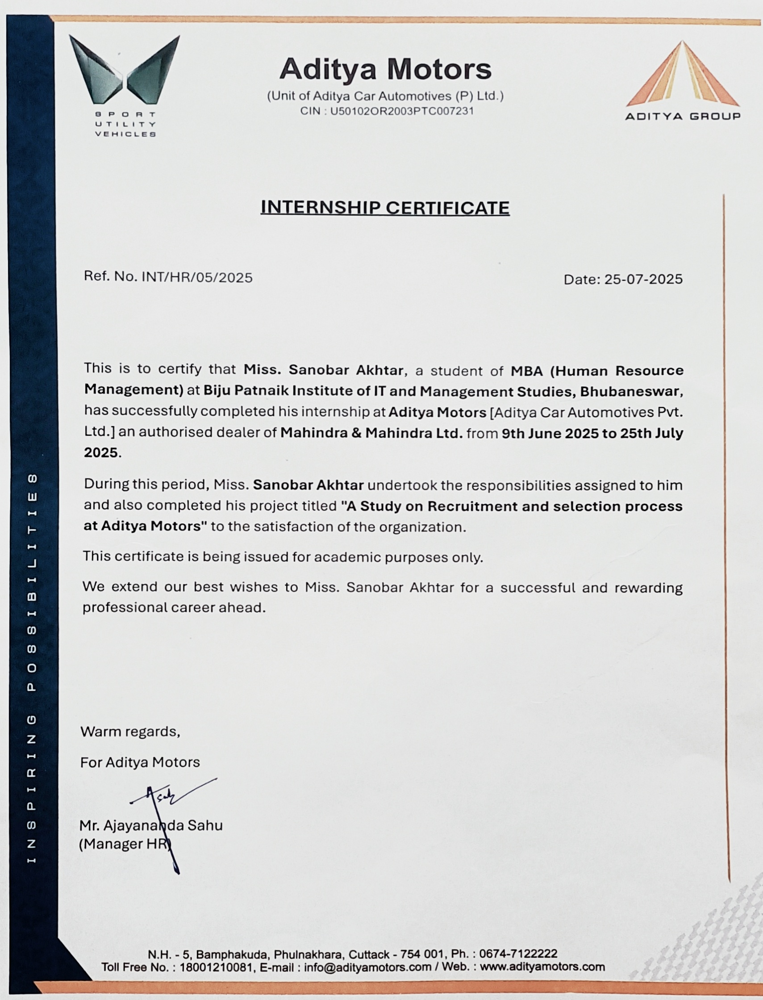 SPORT
UTILITY
VEHICLES
Aditya Motors
(Unit of Aditya Car Automotives (P) Ltd.)
CIN : U50102OR2003PTC007231
ADITYA GROUP
INTERNSHIP CERTIFICATE
Ref. No. INT/HR/05/2025
Date: 25-07-2025
This is to certify that Miss. Sanobar Akhtar, a student of MBA (Human Resource
Management) at Biju Patnaik Institute of IT and Management Studies, Bhubaneswar,
has successfully completed his internship at Aditya Motors [Aditya Car Automotives Pvt.
Ltd.] an authorised dealer of Mahindra & Mahindra Ltd. from 9th June 2025 to 25th July
2025.
During this period, Miss. Sanobar Akhtar undertook the responsibilities assigned to him
and also completed his project titled "A Study on Recruitment and selection process
at Aditya Motors" to the satisfaction of the organization.
This certificate is being issued for academic purposes only.
We extend our best wishes to Miss. Sanobar Akhtar for a successful and rewarding
professional career ahead.
Warm regards,
For Aditya Motors
Mr. Ajayananda Sahu
(Manager HR)
INSPIRING POSSIBILITIES
N.H. - 5, Bamphakuda, Phulnakhara, Cuttack - 754 001, Ph. : 0674-7122222
Toll Free No. : 18001210081, E-mail : info@adityamotors.com / Web. : www.adityamotors.com